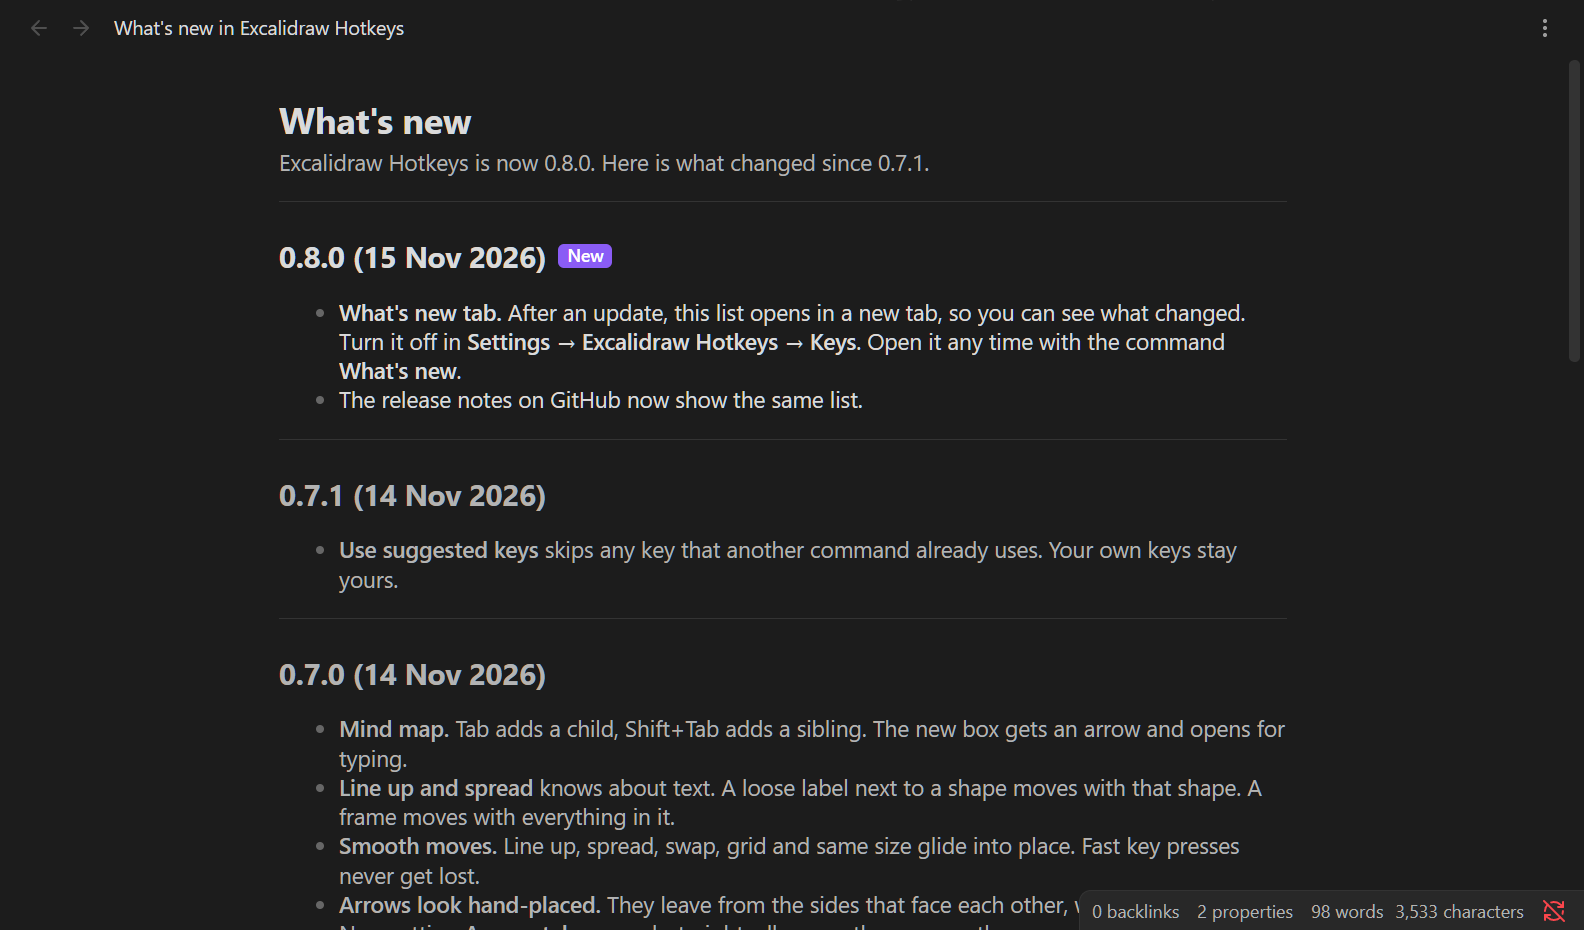 What's new in Excalidraw Hotkeys
What's new
Excalidraw Hotkeys is now 0.8.0. Here is what changed since 0.7.1.
0.8.0 (15 Nov 2026) New
What's new tab. After an update, this list opens in a new tab, so you can see what changed.
Turn it off in Settings → Excalidraw Hotkeys → Keys. Open it any time with the command
What's new.
The release notes on GitHub now show the same list.
0.7.1 (14 Nov 2026)
Use suggested keys skips any key that another command already uses. Your own keys stay
yours.
0.7.0 (14 Nov 2026)
Mind map. Tab adds a child, Shift+Tab adds a sibling. The new box gets an arrow and opens for
typing.
Line up and spread knows about text. A loose label next to a shape moves with that shape. A
frame moves with everything in it.
Smooth moves. Line up, spread, swap, grid and same size glide into place. Fast key presses
never get lost.
Arrows look hand-placed. They leave from the sides that face each other,
0 backlinks 2 properties 98 words 3,533 characters